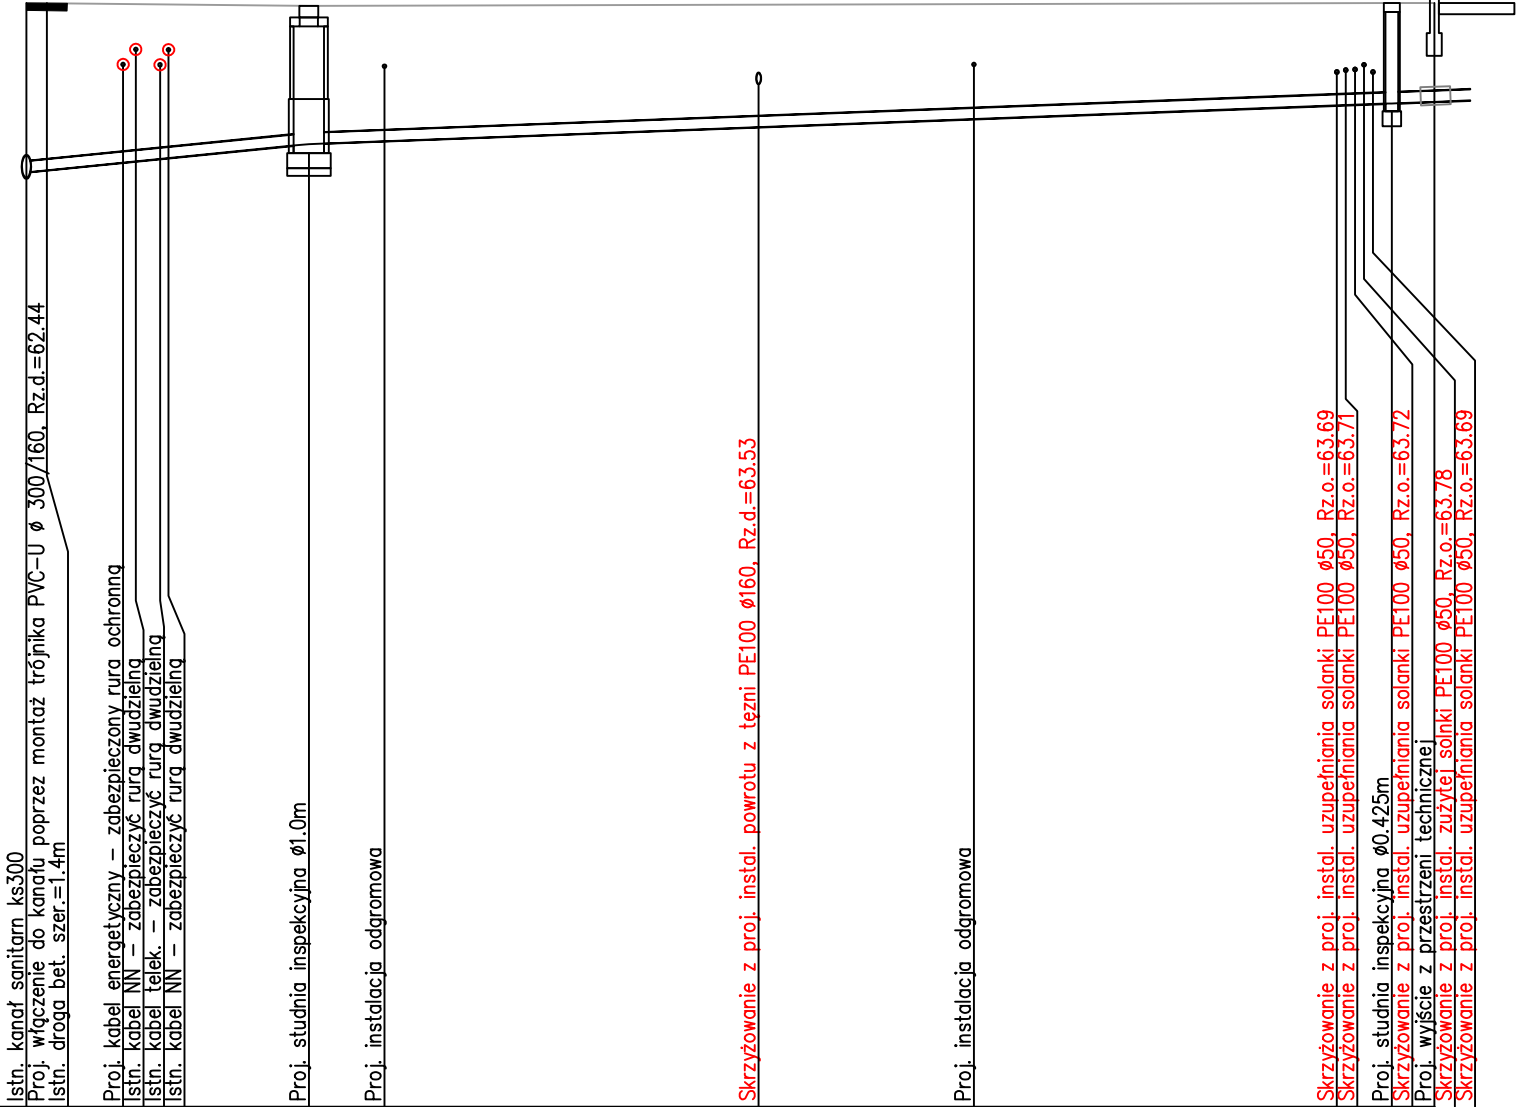 Istn. kanał sanitarn ks300
Proj. włączenie do kanału poprzez montaż trójnika PVC-U ø 300/160, Rz.d.=62.44
Istn. droga bet. szer.=1.4m
Proj. kabel energetyczny - zabezpieczony rura ochronną
Istn. kabel NN - zabezpieczyć rurą dwudzielną
Istn. kabel telek. - zabezpieczyć rurą dwudzielną
Istn. kabel NN - zabezpieczyć rurą dwudzielną
Proj. studnia inspekcyjna ø1.0m
Proj. instalacja odgromowa
Skrzyżowanie z proj. instal. powrotu z tężni PE100 ø160, Rz.d.=63.53
Proj. instalacja odgromowa
Skrzyżowanie z proj. instal. uzupełniania solanki PE100 ø50, Rz.o.=63.69
Skrzyżowanie z proj. instal. uzupełniania solanki PE100 ø50, Rz.o.=63.71
Proj. studnia inspekcyjna ø0.425m
Skrzyżowanie z proj. instal. uzupełniania solanki PE100 ø50, Rz.o.=63.72
Proj. wyjście z przestrzeni technicznej
Skrzyżowanie z proj. instal. zużytej solnki PE100 ø50, Rz.o.=63.78
Skrzyżowanie z proj. instal. uzupełniania solanki PE100 ø50, Rz.o.=63.69